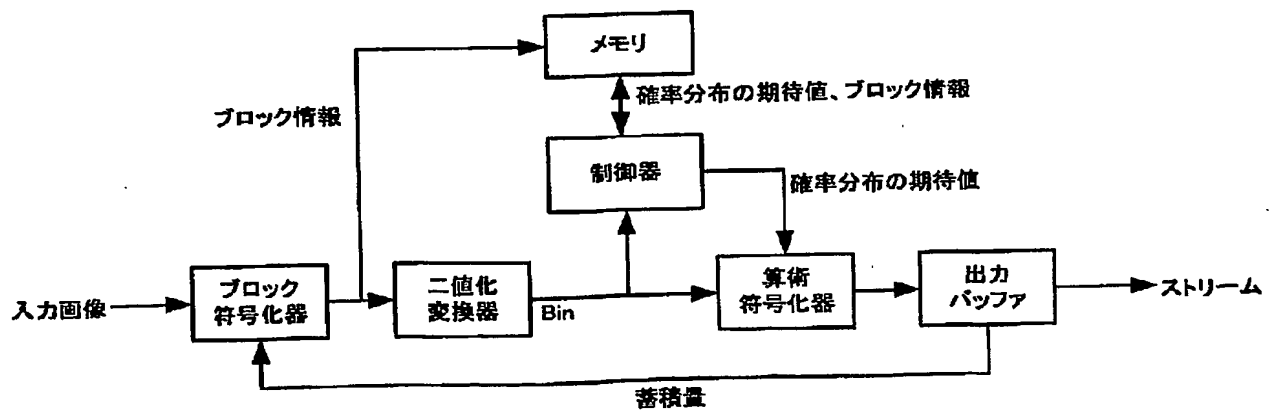 メモリ
確率分布の期待値、ブロック情報
ブロック情報
制御器
確率分布の期待値
入力画像
ブロック
符号化器
二値化
変換器
Bin
算術
符号化器
出力
バッファ
ストリーム
蓄積量